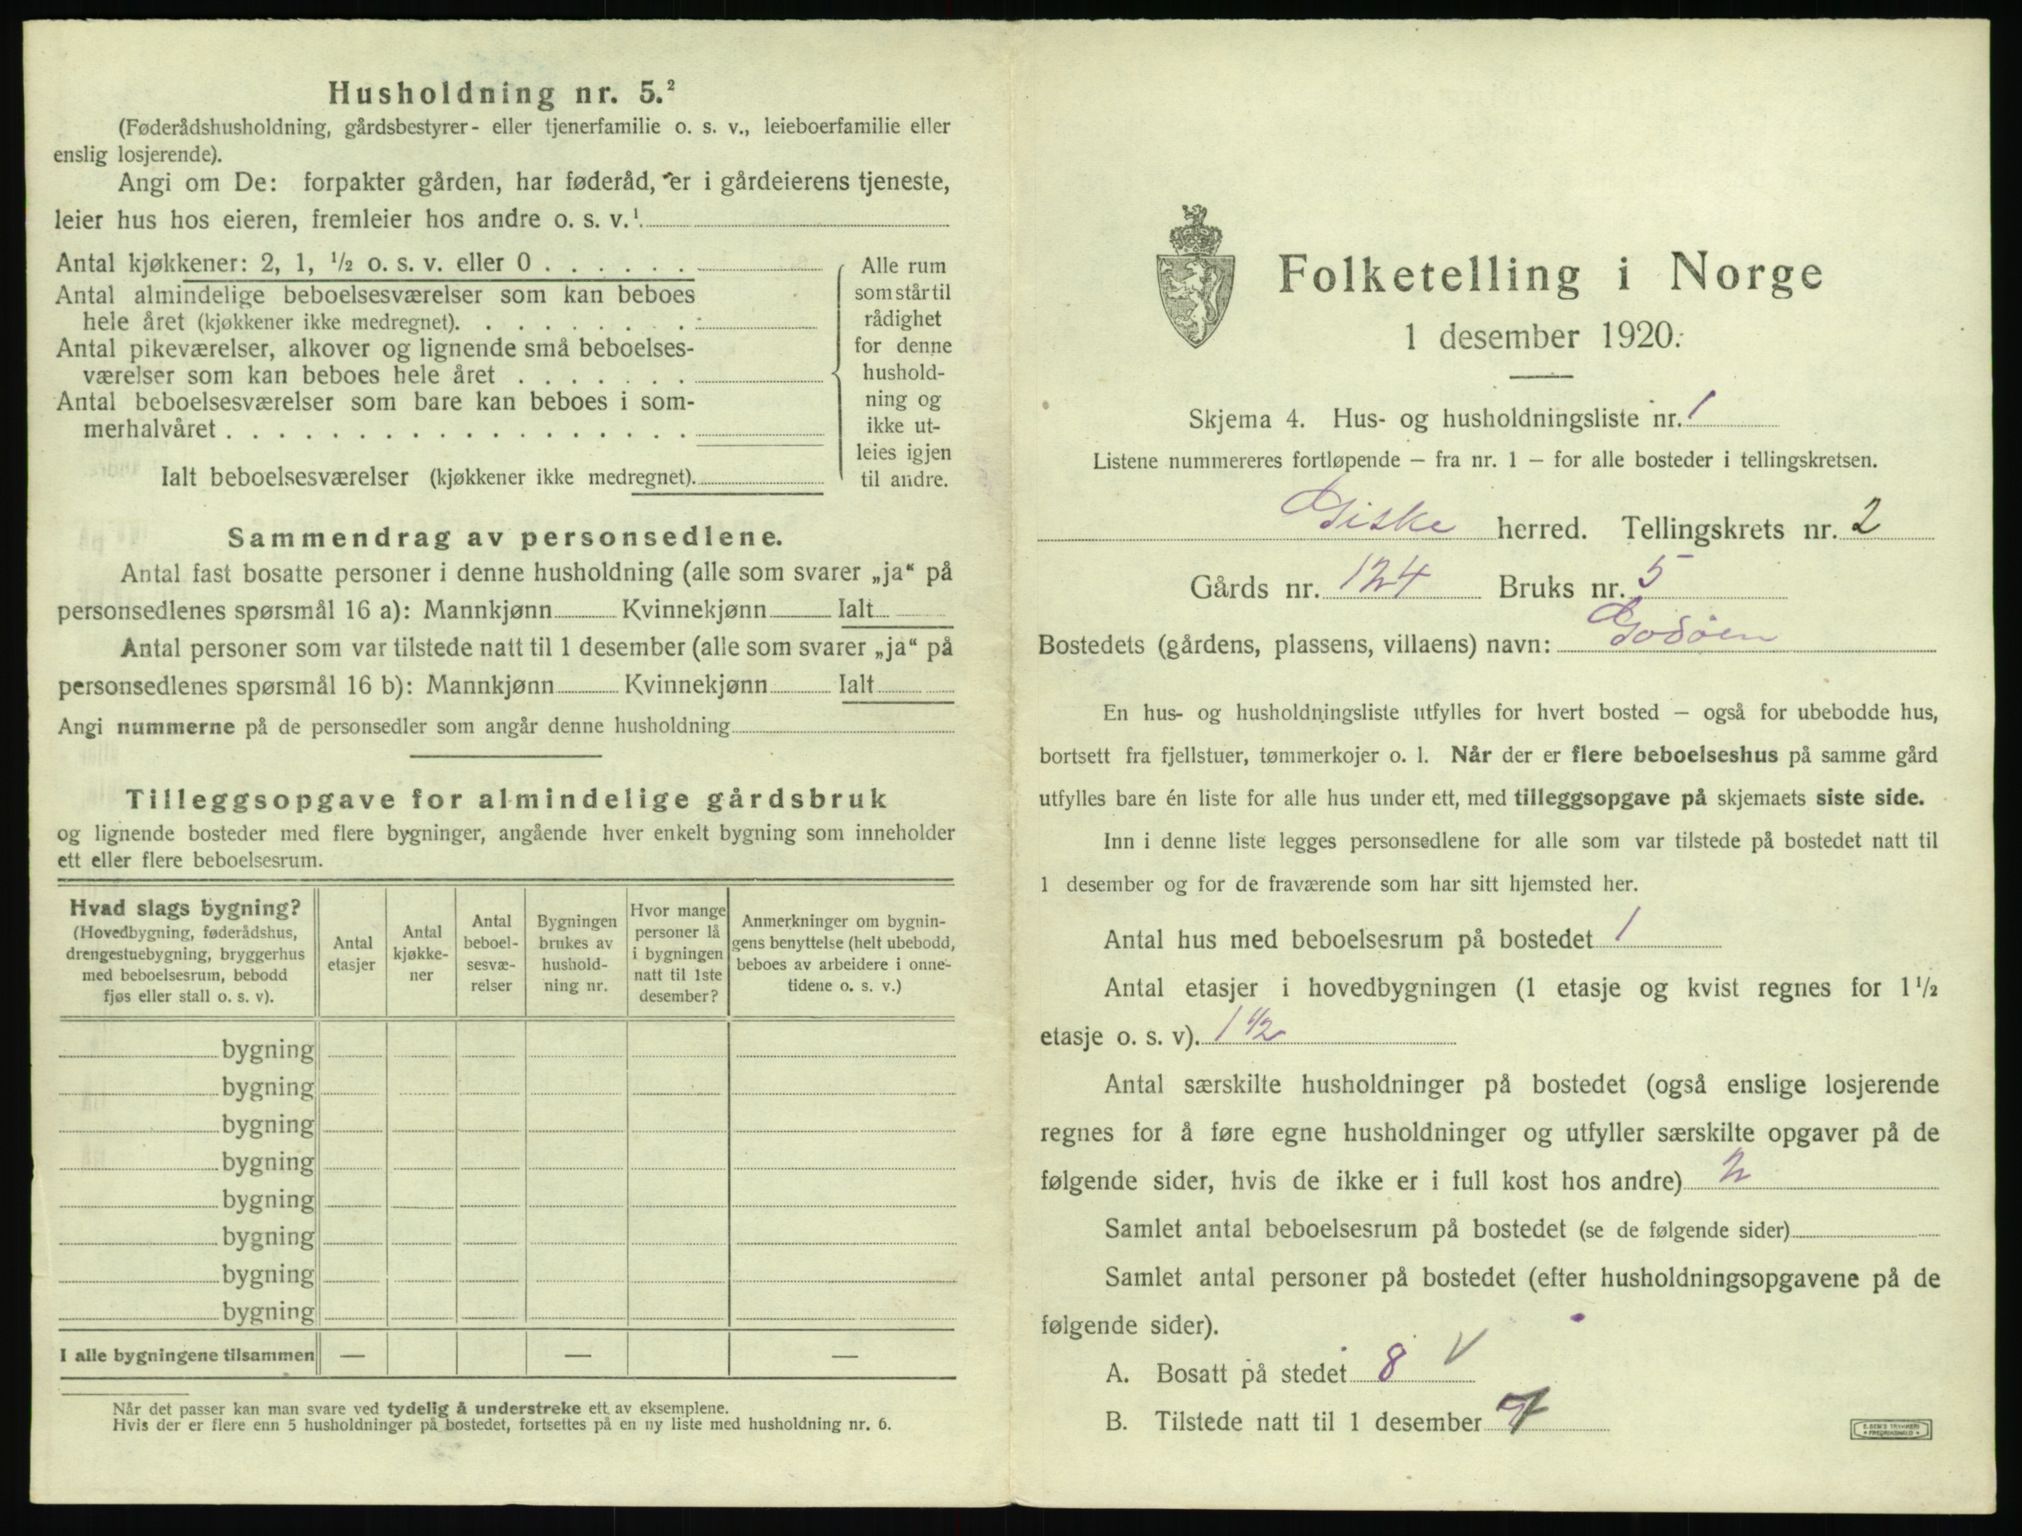 Husholdning nr. 5.²
(Føderådshusholdning, gårdsbestyrer- eller tjenerfamilie o. s. v., leieboerfamilie eller
enslig losjerende).
Angi om De: forpakter gården, har føderåd, er i gårdeierens tjeneste,
leier hus hos eieren, fremleier hos andre o. s. v.¹
Antal kjøkkener: 2, 1, ½ o. s. v. eller 0 . . . . . .
Antal almindelige beboelsesværelser som kan beboes
hele året (kjøkkener ikke medregnet). . . . . . . . .
Antal pikeværelser, alkover og lignende små beboelses-
værelser som kan beboes hele året . . . . . . .
Antal beboelsesværelser som bare kan beboes i som-
merhalvåret . . . . . . . . . . . . . . . . . .
Ialt beboelsesværelser (kjøkkener ikke medregnet).
Alle rum
som står til
rådighet
for denne
hushold-
ning og
ikke ut-
leies igjen
til andre.
Sammendrag av personsedlene.
Antal fast bosatte personer i denne husholdning (alle som svarer „ja“ på
personsedlenes spørsmål 16 a): Mannkjønn Kvinnekjønn Ialt
Antal personer som var tilstede natt til 1 desember (alle som svarer „ja“ på
personsedlenes spørsmål 16 b): Mannkjønn Kvinnekjønn Ialt
Angi nummerne på de personsedler som angår denne husholdning
Tilleggsopgave for almindelige gårdsbruk
og lignende bosteder med flere bygninger, angående hver enkelt bygning som inneholder
ett eller flere beboelsesrum.
Hvad slags bygning?
(Hovedbygning, føderådshus,
drengestuebygning, bryggerhus
med beboelsesrum, bebodd
fjøs eller stall o. s. v).
Antal
etasjer
Antal
kjøkke-
ner
Antal
beboel-
sesvæ-
relser
Bygningen
brukes av
hushold-
ning nr.
Hvor mange
personer lå
i bygningen
natt til 1ste
desember?
Anmerkninger om bygnin-
gens benyttelse (helt ubebodd,
beboes av arbeidere i onne-
tidene o. s. v.)
bygning
bygning
bygning
bygning
bygning
bygning
bygning
bygning
I alle bygningene tilsammen — — —
Når det passer kan man svare ved tydelig å understreke ett av eksemplene.
Hvis der er flere enn 5 husholdninger på bostedet, fortsettes på en ny liste med husholdning nr. 6.
Folketelling i Norge
1 desember 1920.
Skjema 4. Hus- og husholdningsliste nr. 1
Listene nummereres fortløpende — fra nr. 1 — for alle bosteder i tellingskretsen.
Giske herred. Tellingskrets nr. 2
Gårds nr. 124 Bruks nr. 5
Bostedets (gårdens, plassens, villaens) navn: Godøen
En hus- og husholdningsliste utfylles for hvert bosted — også for ubebodde hus,
bortsett fra fjellstuer, tømmerkojer o. l. Når der er flere beboelseshus på samme gård
utfylles bare én liste for alle hus under ett, med tilleggsopgave på skjemaets siste side.
Inn i denne liste legges personsedlene for alle som var tilstede på bostedet natt til
1 desember og for de fraværende som har sitt hjemsted her.
Antal hus med beboelsesrum på bostedet 1
Antal etasjer i hovedbygningen (1 etasje og kvist regnes for 1½
etasje o. s. v). 1 1/2
Antal særskilte husholdninger på bostedet (også enslige losjerende
regnes for å føre egne husholdninger og utfyller særskilte opgaver på de
følgende sider, hvis de ikke er i full kost hos andre) 2
Samlet antal beboelsesrum på bostedet (se de følgende sider)
Samlet antal personer på bostedet (efter husholdningsopgavene på de
følgende sider).
A. Bosatt på stedet 8 V
B. Tilstede natt til 1 desember 7